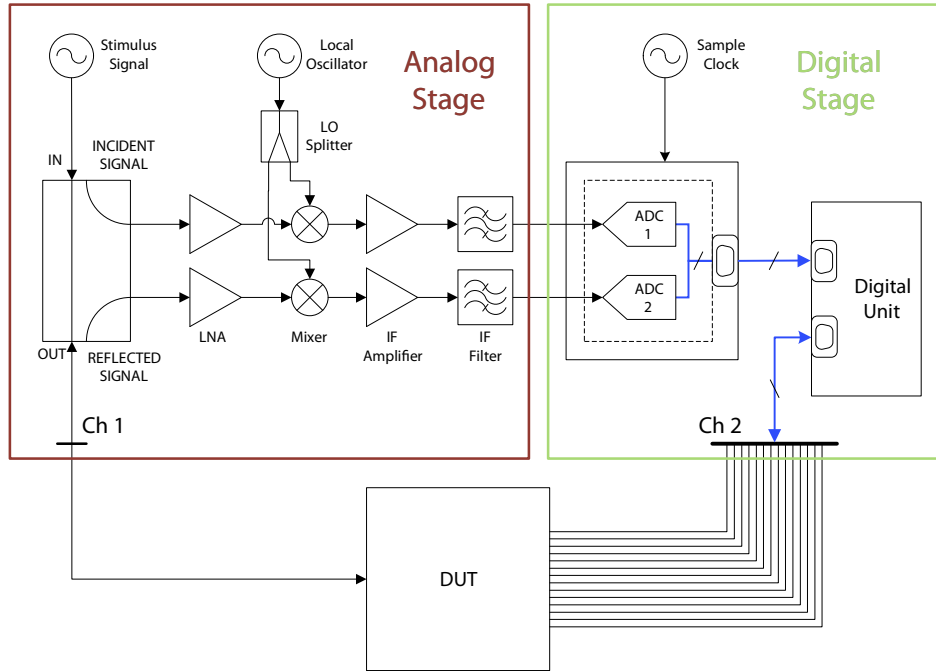 Stimulus
Signal
Local
Oscillator
Analog
Stage
Sample
Clock
Digital
Stage
LO
Splitter
IN
INCIDENT
SIGNAL
ADC
1
ADC
2
Digital
Unit
OUT
REFLECTED
SIGNAL
LNA
Mixer
IF
Amplifier
IF
Filter
Ch 1
Ch 2
DUT